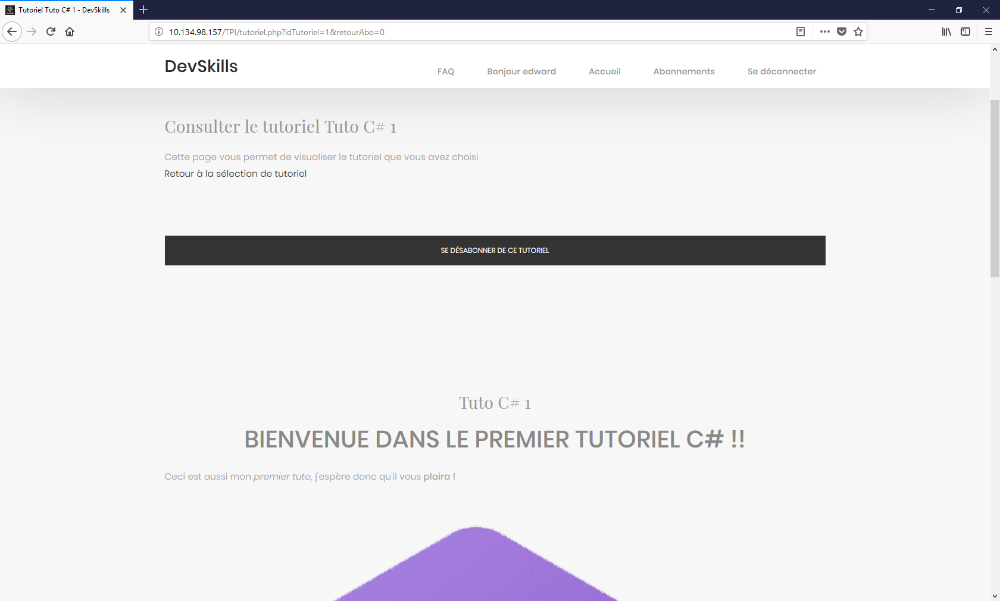 Tutoriel Tuto C# 1 - DevSkills
10.134.98.157/TPI/tutoriel.php?idTutoriel=1&retourAbo=0
DevSkills
FAQ
Bonjour edward
Accueil
Abonnements
Se déconnecter
Consulter le tutoriel Tuto C# 1
Cette page vous permet de visualiser le tutoriel que vous avez choisi
Retour à la sélection de tutoriel
SE DÉSABONNER DE CE TUTORIEL
Tuto C# 1
BIENVENUE DANS LE PREMIER TUTORIEL C# !!
Ceci est aussi mon premier tuto, j'espère donc qu'il vous plaira !